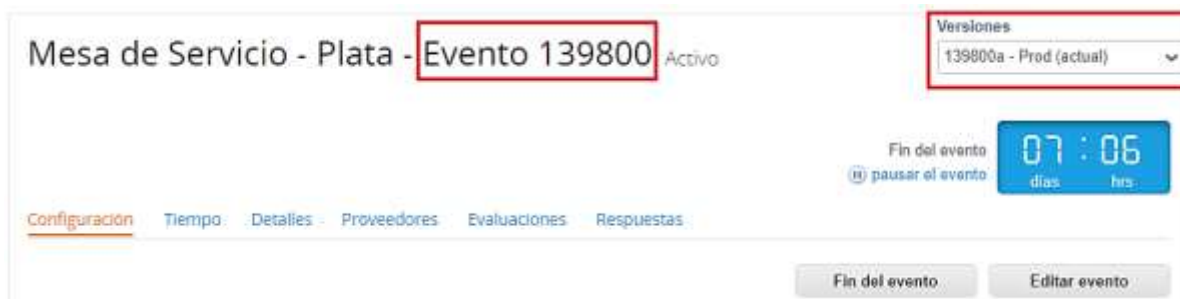 Versiones
Mesa de Servicio - Plata - Evento 139800 Activo
139800a - Prod (actual)
Fin del evento
pausar el evento
07 : 06
días hrs
Configuración Tiempo Detalles Proveedores Evaluaciones Respuestas
Fin del evento Editar evento